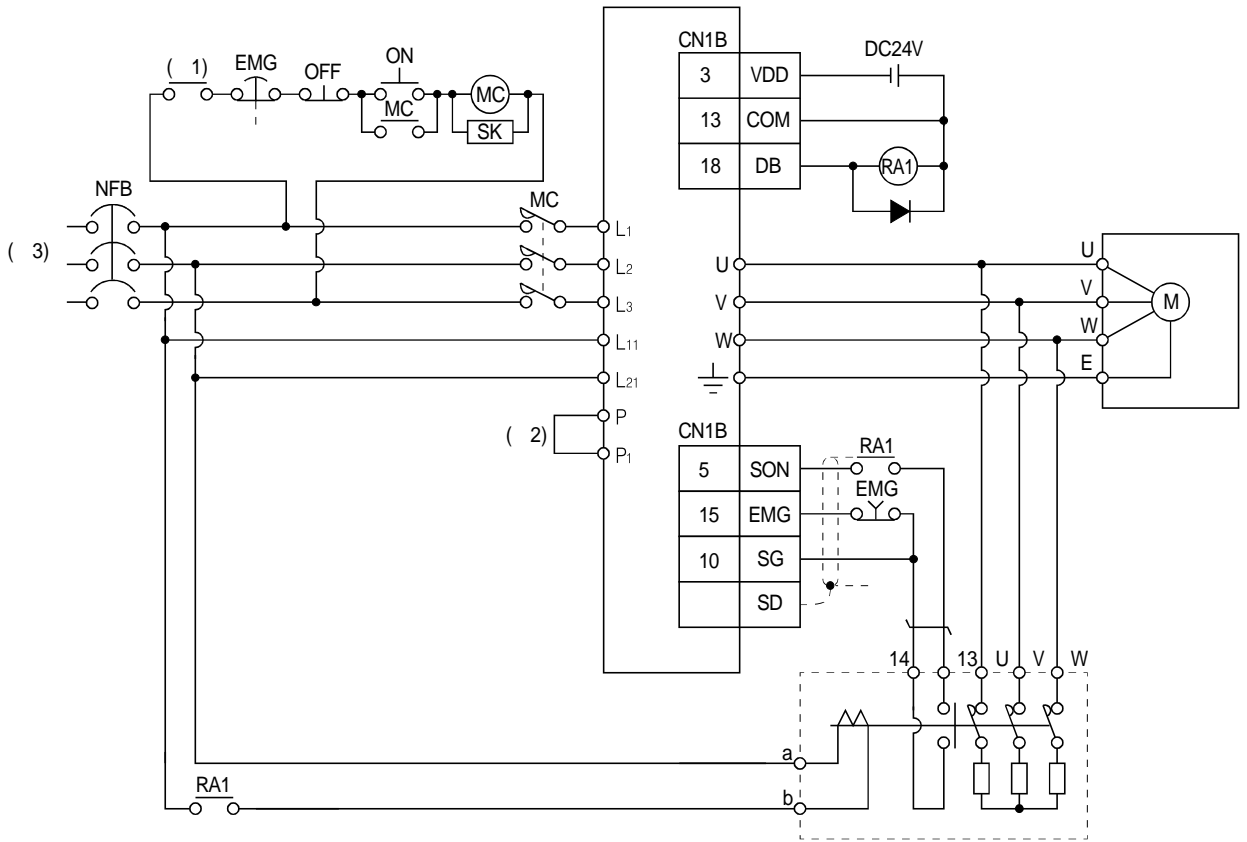 CN1B
DC24V
3 VDD
13 COM
18 DB
RA1
( 1)
EMG
OFF
ON
MC
MC
SK
NFB
MC
( 3)
L1
L2
L3
L11
L21
P
P1
( 2)
U
V
W
U
V
W
E
M
CN1B
5 SON
15 EMG
10 SG
SD
RA1
EMG
14 13 U V W
a
b
RA1